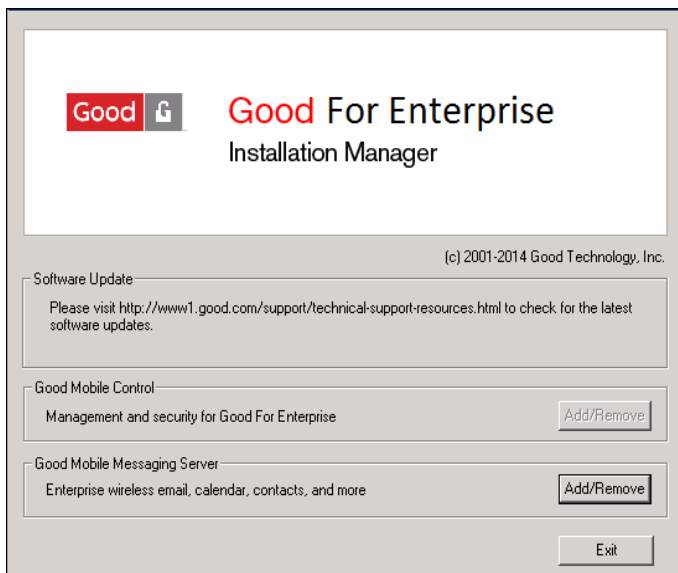 Good
Good For Enterprise
Installation Manager
(c) 2001-2014 Good Technology, Inc.
Software Update
Please visit http://www1.good.com/support/technical-support-resources.html to check for the latest
software updates.
Good Mobile Control
Management and security for Good For Enterprise
Add/Remove
Good Mobile Messaging Server
Enterprise wireless email, calendar, contacts, and more
Add/Remove
Exit